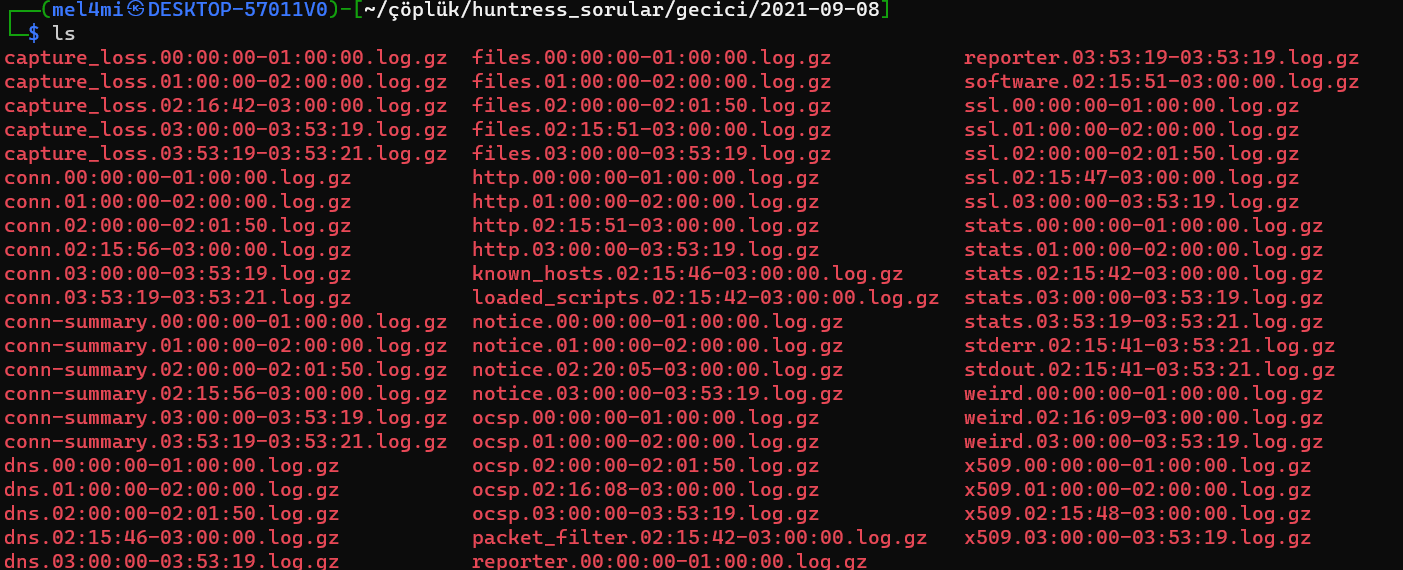 ┌──(mel4mi㉿DESKTOP-57011V0)-[~/çöplük/huntress_sorular/gecici/2021-09-08]
└─$ ls
capture_loss.00:00:00-01:00:00.log.gz files.00:00:00-01:00:00.log.gz reporter.03:53:19-03:53:19.log.gz
capture_loss.01:00:00-02:00:00.log.gz files.01:00:00-02:00:00.log.gz software.02:15:51-03:00:00.log.gz
capture_loss.02:16:42-03:00:00.log.gz files.02:00:00-02:01:50.log.gz ssl.00:00:00-01:00:00.log.gz
capture_loss.03:00:00-03:53:19.log.gz files.02:15:51-03:00:00.log.gz ssl.01:00:00-02:00:00.log.gz
capture_loss.03:53:19-03:53:21.log.gz files.03:00:00-03:53:19.log.gz ssl.02:00:00-02:01:50.log.gz
conn.00:00:00-01:00:00.log.gz http.00:00:00-01:00:00.log.gz ssl.02:15:47-03:00:00.log.gz
conn.01:00:00-02:00:00.log.gz http.01:00:00-02:00:00.log.gz ssl.03:00:00-03:53:19.log.gz
conn.02:00:00-02:01:50.log.gz http.02:15:51-03:00:00.log.gz stats.00:00:00-01:00:00.log.gz
conn.02:15:56-03:00:00.log.gz http.03:00:00-03:53:19.log.gz stats.01:00:00-02:00:00.log.gz
conn.03:00:00-03:53:19.log.gz known_hosts.02:15:46-03:00:00.log.gz stats.02:15:42-03:00:00.log.gz
conn.03:53:19-03:53:21.log.gz loaded_scripts.02:15:42-03:00:00.log.gz stats.03:00:00-03:53:19.log.gz
conn-summary.00:00:00-01:00:00.log.gz notice.00:00:00-01:00:00.log.gz stats.03:53:19-03:53:21.log.gz
conn-summary.01:00:00-02:00:00.log.gz notice.01:00:00-02:00:00.log.gz stderr.02:15:41-03:53:21.log.gz
conn-summary.02:00:00-02:01:50.log.gz notice.02:20:05-03:00:00.log.gz stdout.02:15:41-03:53:21.log.gz
conn-summary.02:15:56-03:00:00.log.gz notice.03:00:00-03:53:19.log.gz weird.00:00:00-01:00:00.log.gz
conn-summary.03:00:00-03:53:19.log.gz ocsp.00:00:00-01:00:00.log.gz weird.02:16:09-03:00:00.log.gz
conn-summary.03:53:19-03:53:21.log.gz ocsp.01:00:00-02:00:00.log.gz weird.03:00:00-03:53:19.log.gz
dns.00:00:00-01:00:00.log.gz ocsp.02:00:00-02:01:50.log.gz x509.00:00:00-01:00:00.log.gz
dns.01:00:00-02:00:00.log.gz ocsp.02:16:08-03:00:00.log.gz x509.01:00:00-02:00:00.log.gz
dns.02:00:00-02:01:50.log.gz ocsp.03:00:00-03:53:19.log.gz x509.02:15:48-03:00:00.log.gz
dns.02:15:46-03:00:00.log.gz packet_filter.02:15:42-03:00:00.log.gz x509.03:00:00-03:53:19.log.gz
dns.03:00:00-03:53:19.log.gz reporter.00:00:00-01:00:00.log.gz